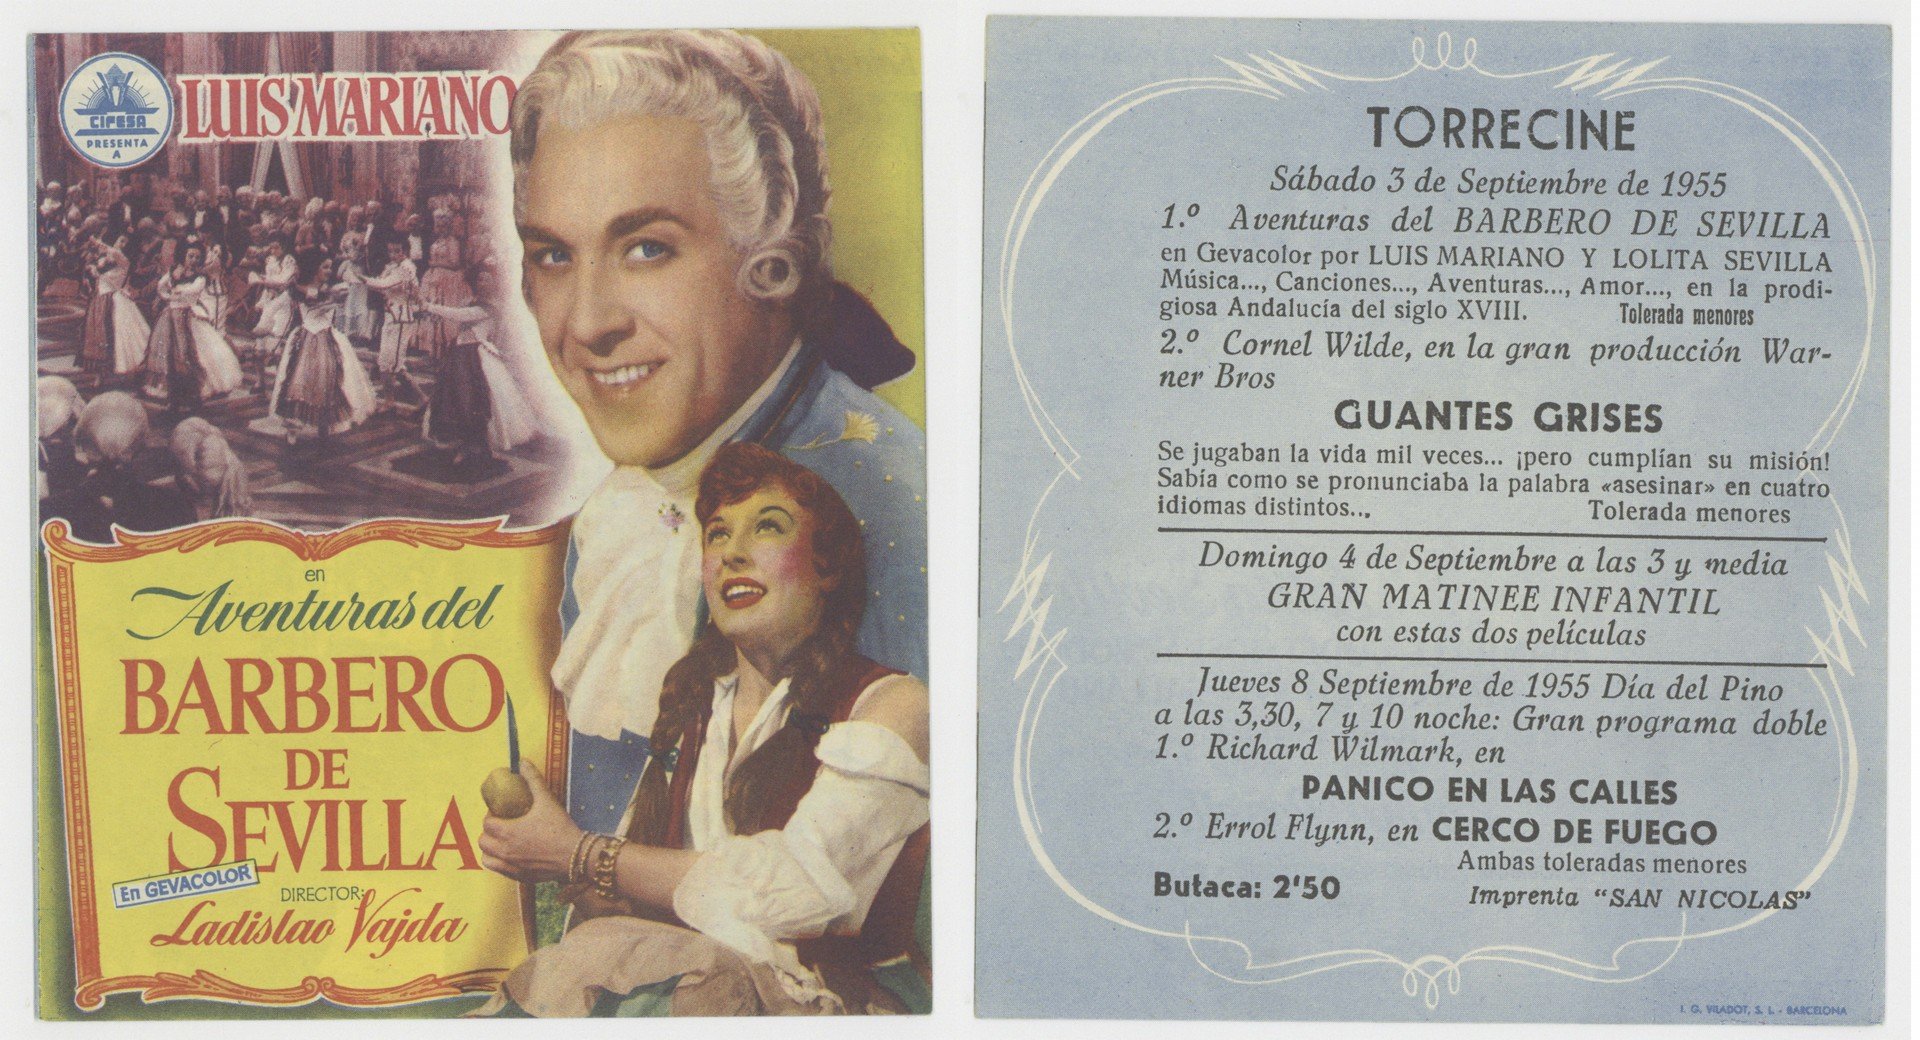 CIFESA
PRESENTA
A
LUIS MARIANO
en
Aventuras del
BARBERO
DE
SEVILLA
En GEVACOLOR
DIRECTOR:
Ladislao Vajda
TORRECINE
Sábado 3 de Septiembre de 1955
1.º Aventuras del BARBERO DE SEVILLA
en Gevacolor por LUIS MARIANO Y LOLITA SEVILLA
Música..., Canciones..., Aventuras..., Amor..., en la prodi-
giosa Andalucía del siglo XVIII. Tolerada menores
2.º Cornel Wilde, en la gran producción War-
ner Bros
GUANTES GRISES
Se jugaban la vida mil veces... ¡pero cumplían su misión!
Sabía como se pronunciaba la palabra «asesinar» en cuatro
idiomas distintos... Tolerada menores
Domingo 4 de Septiembre a las 3 y media
GRAN MATINEE INFANTIL
con estas dos películas
Jueves 8 Septiembre de 1955 Día del Pino
a las 3,30, 7 y 10 noche: Gran programa doble
1.º Richard Wilmark, en
PANICO EN LAS CALLES
2.º Errol Flynn, en CERCO DE FUEGO
Ambas toleradas menores
Butaca: 2'50
Imprenta "SAN NICOLAS"
I. G. VILADOT, S. L. - BARCELONA